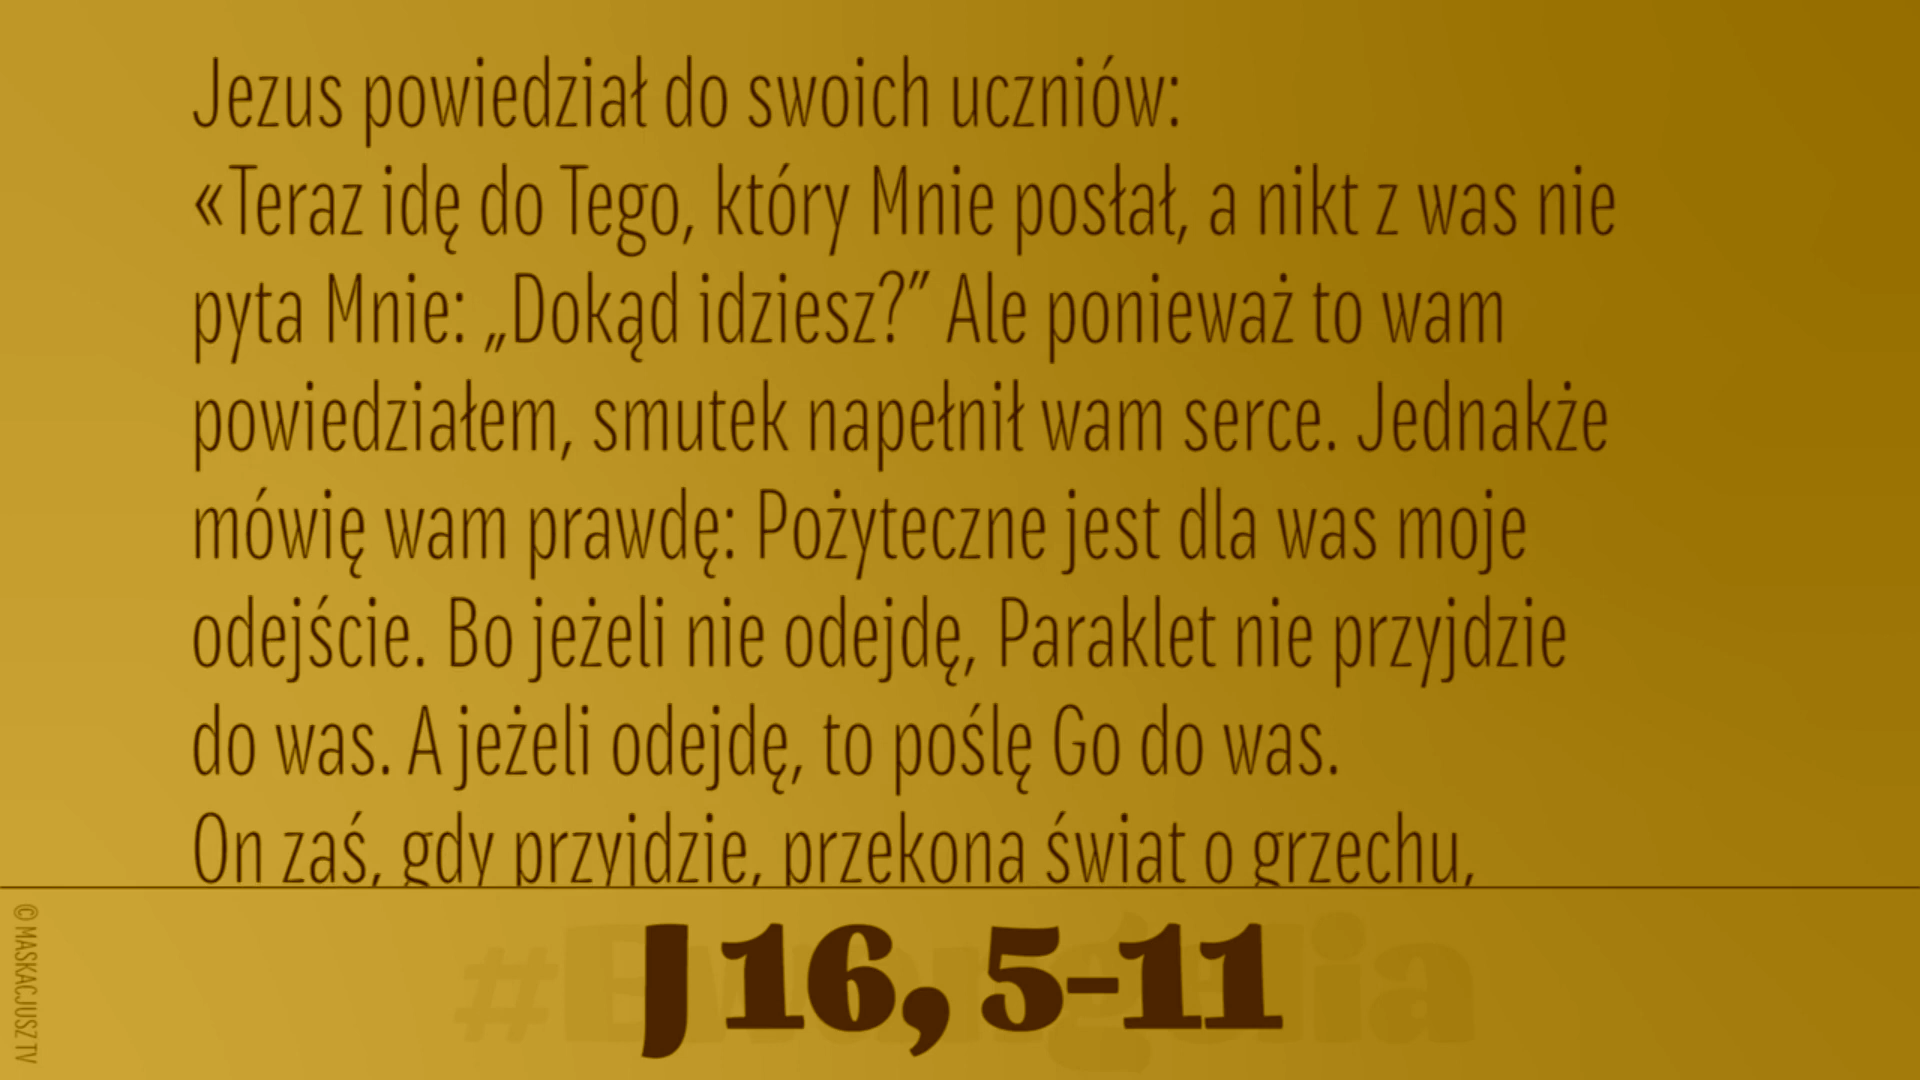 Jezus powiedział do swoich uczniów:
«Teraz idę do Tego, który Mnie posłał, a nikt z was nie
pyta Mnie: „Dokąd idziesz?” Ale ponieważ to wam
powiedziałem, smutek napełnił wam serce. Jednakże
mówię wam prawdę: Pożyteczne jest dla was moje
odejście. Bo jeżeli nie odejdę, Paraklet nie przyjdzie
do was. A jeżeli odejdę, to poślę Go do was.
On zaś, gdy przyjdzie, przekona świat o grzechu,
#Ewangelia
J 16, 5-11
© MASKACJUSZ TV